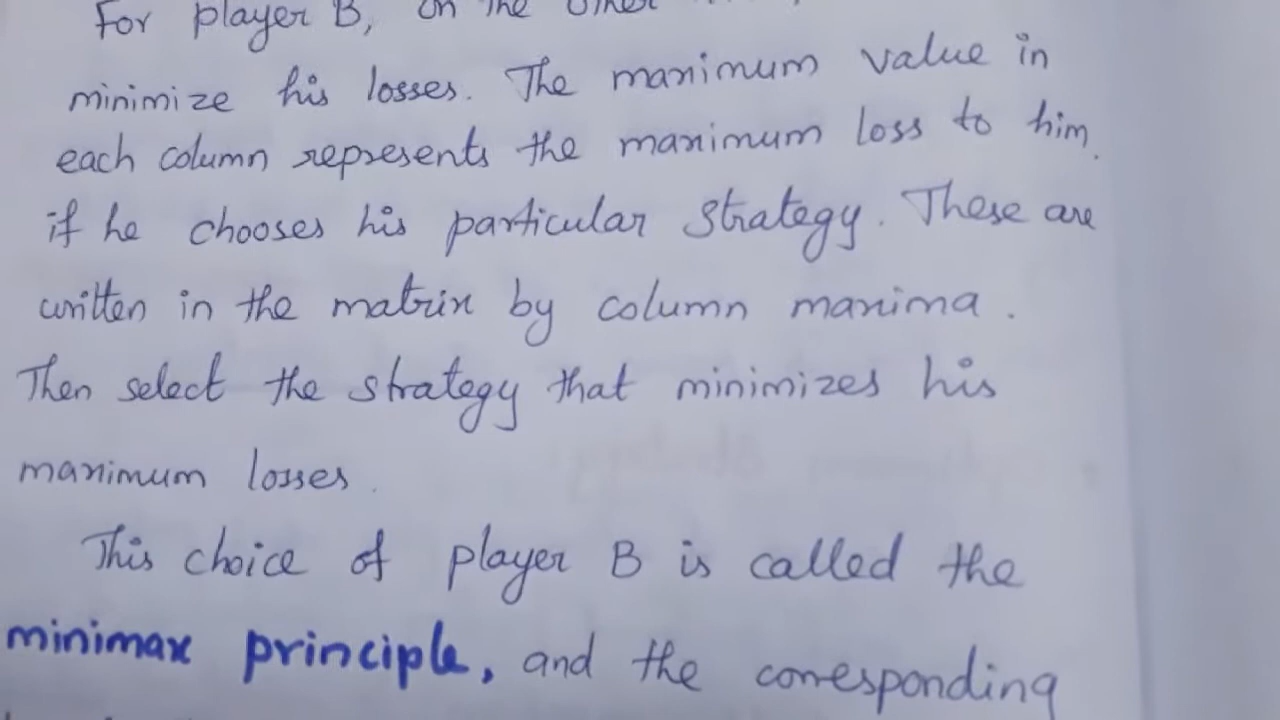 For player B, on the other
minimize his losses. The maximum value in
each column represents the maximum loss to him.
if he chooses his particular strategy. These are
written in the matrix by column maxima.
Then select the strategy that minimizes his
maximum losses.
This choice of player B is called the
minimax principle, and the corresponding